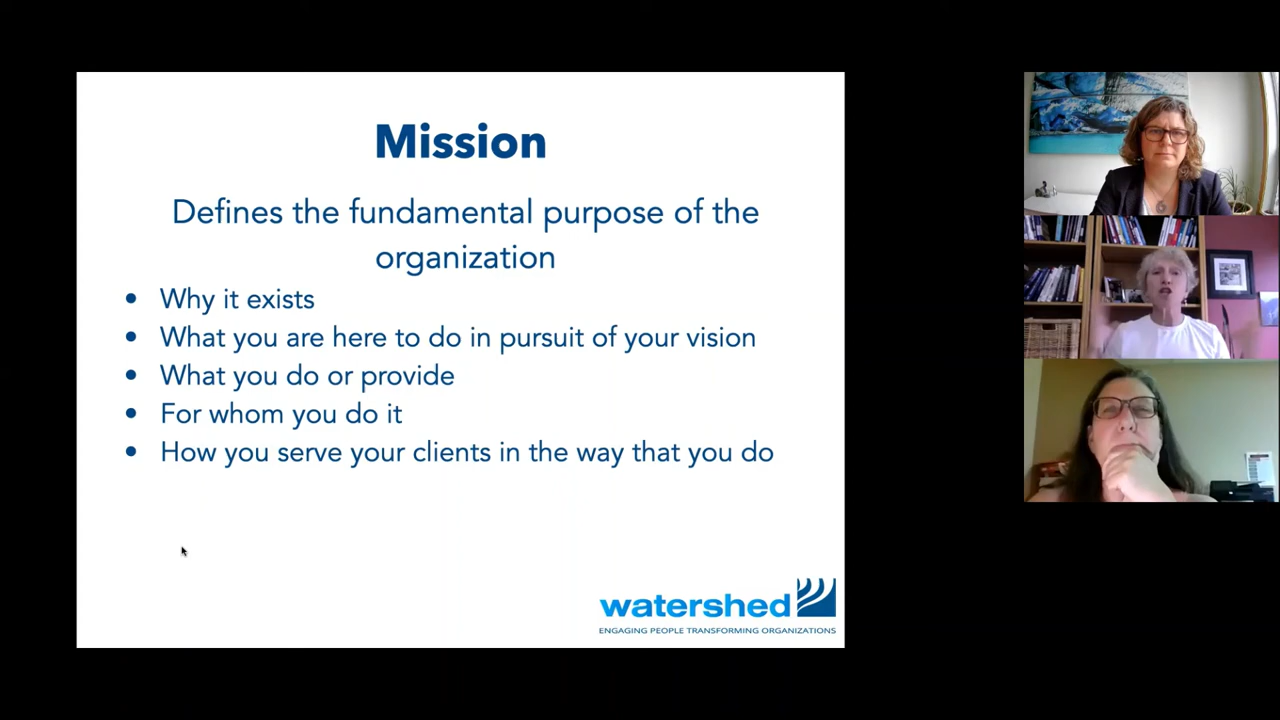 Mission
Defines the fundamental purpose of the
organization
• Why it exists
• What you are here to do in pursuit of your vision
• What you do or provide
• For whom you do it
• How you serve your clients in the way that you do
watershed
ENGAGING PEOPLE TRANSFORMING ORGANIZATIONS